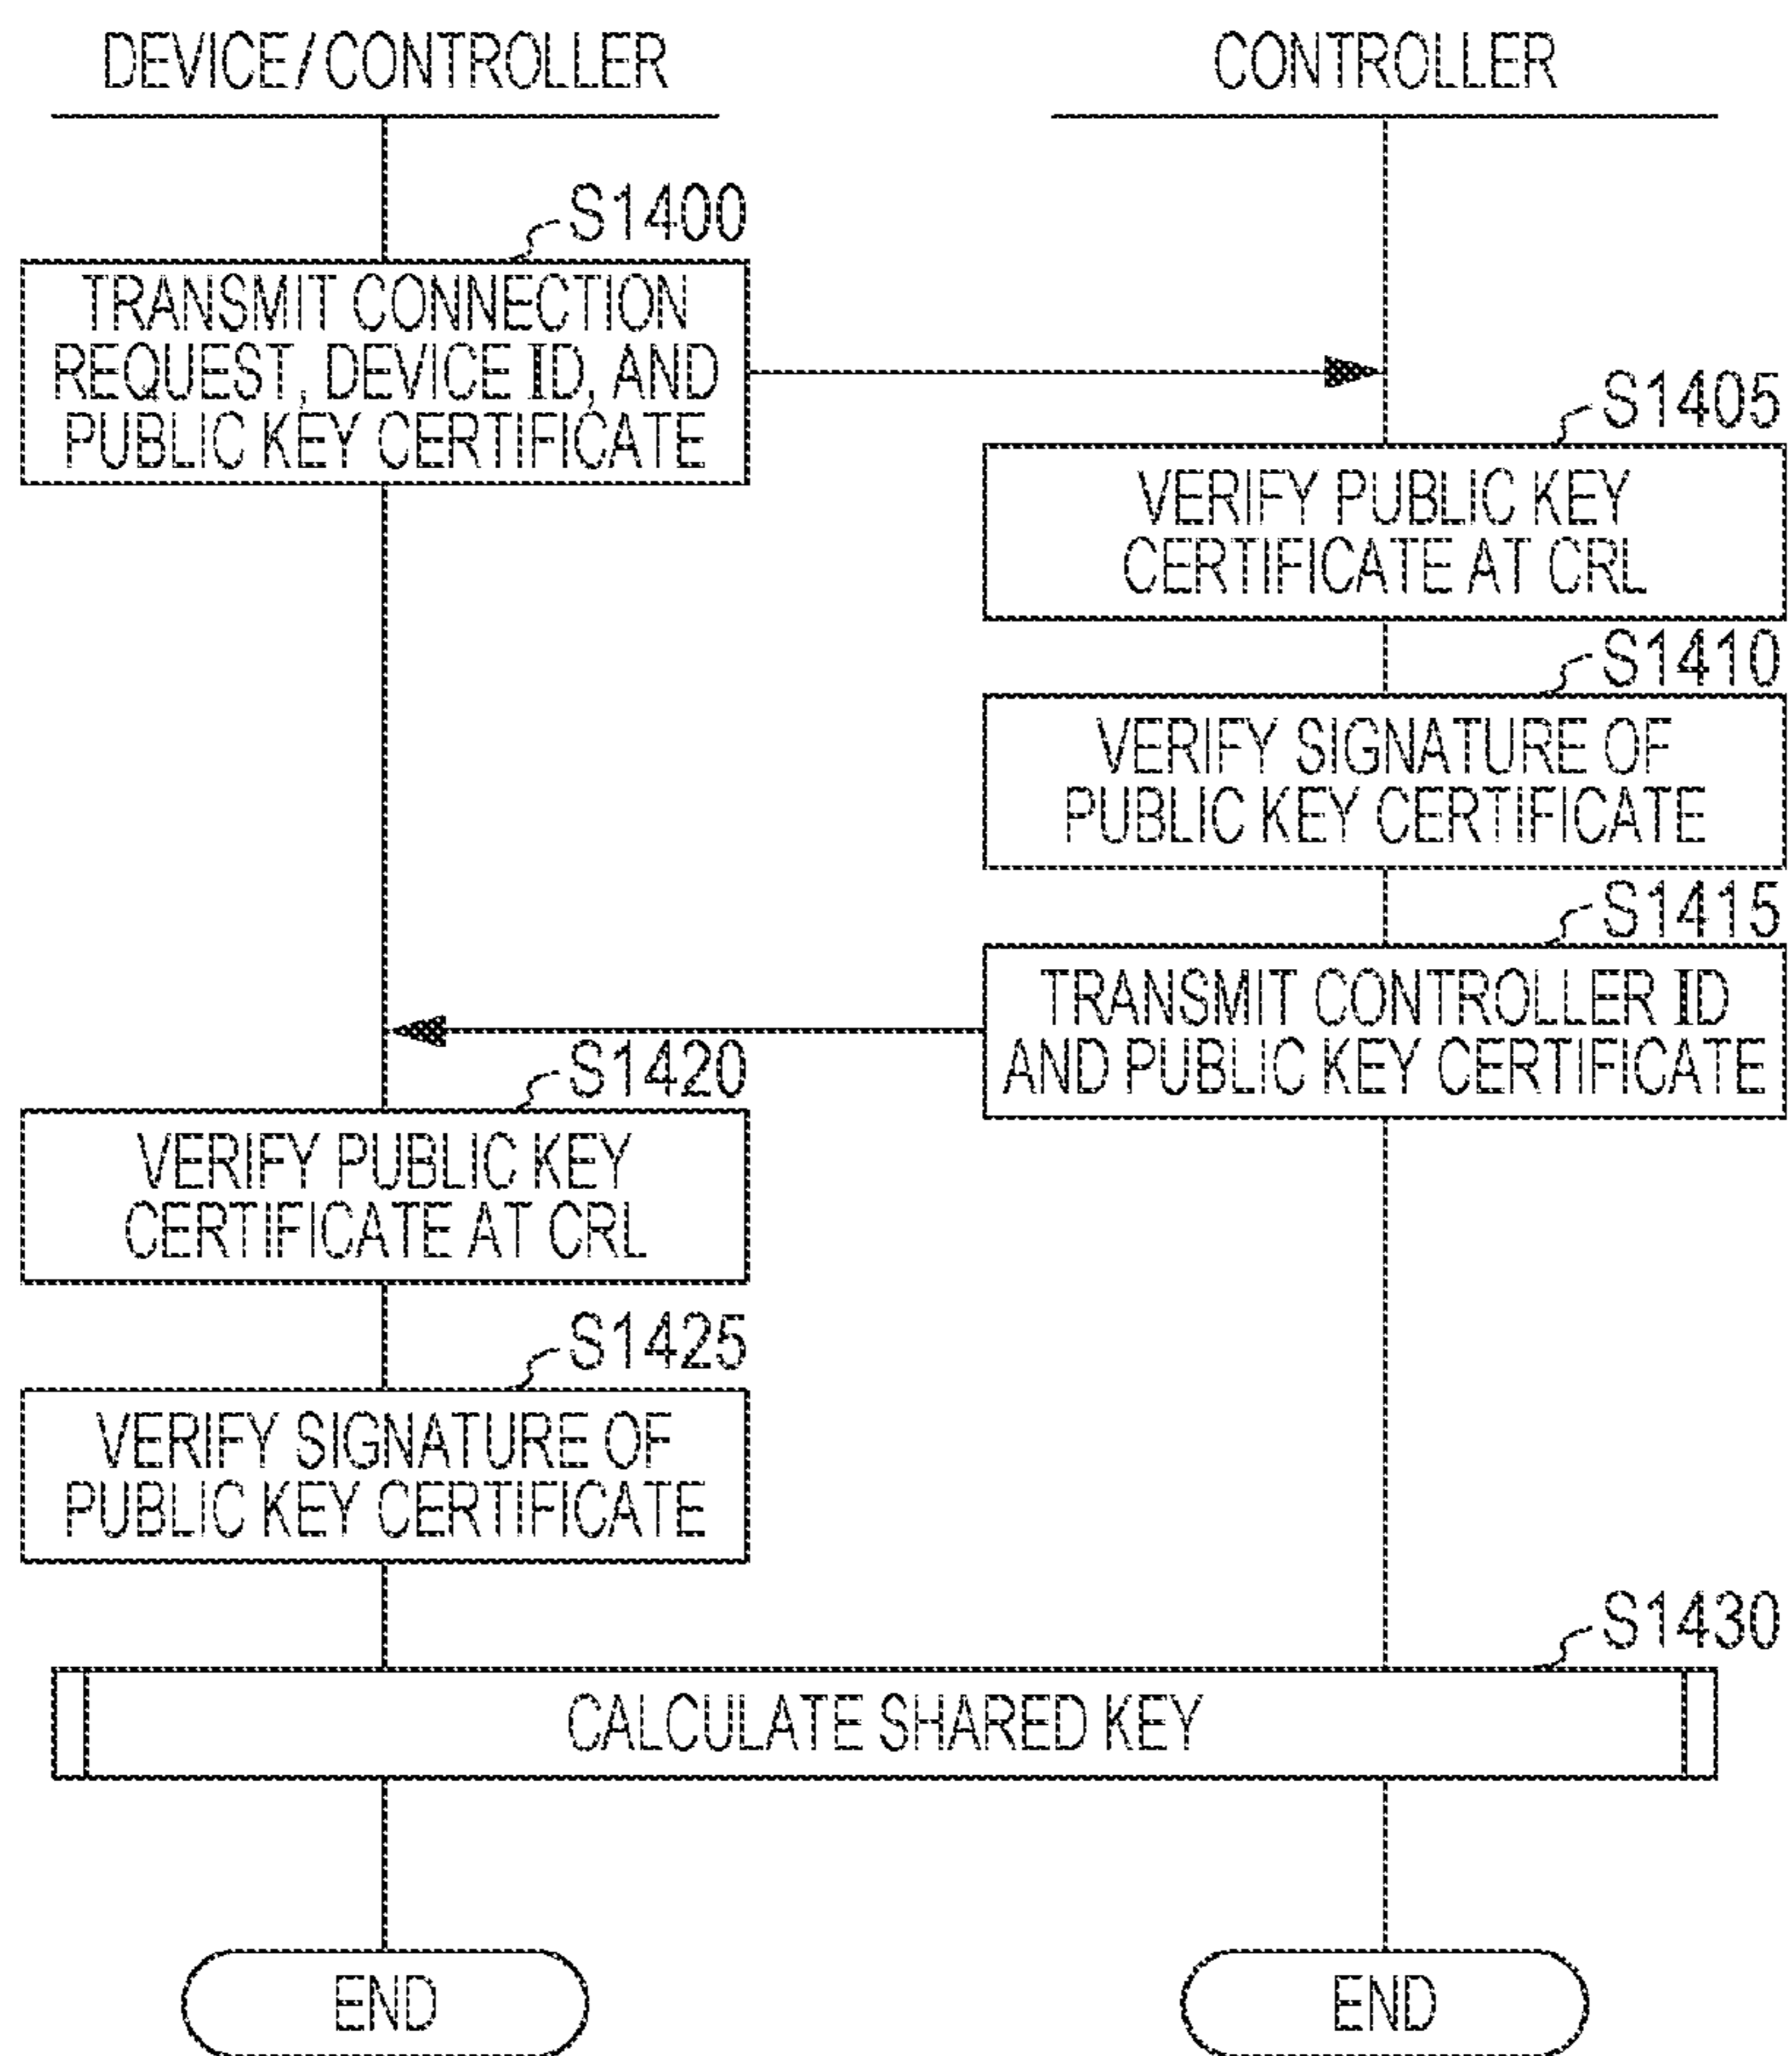 DEVICE/CONTROLLER
CONTROLLER
S1400
TRANSMIT CONNECTION
REQUEST, DEVICE ID, AND
PUBLIC KEY CERTIFICATE
S1405
VERIFY PUBLIC KEY
CERTIFICATE AT CRL
S1410
VERIFY SIGNATURE OF
PUBLIC KEY CERTIFICATE
S1415
TRANSMIT CONTROLLER ID
AND PUBLIC KEY CERTIFICATE
S1420
VERIFY PUBLIC KEY
CERTIFICATE AT CRL
S1425
VERIFY SIGNATURE OF
PUBLIC KEY CERTIFICATE
S1430
CALCULATE SHARED KEY
END
END